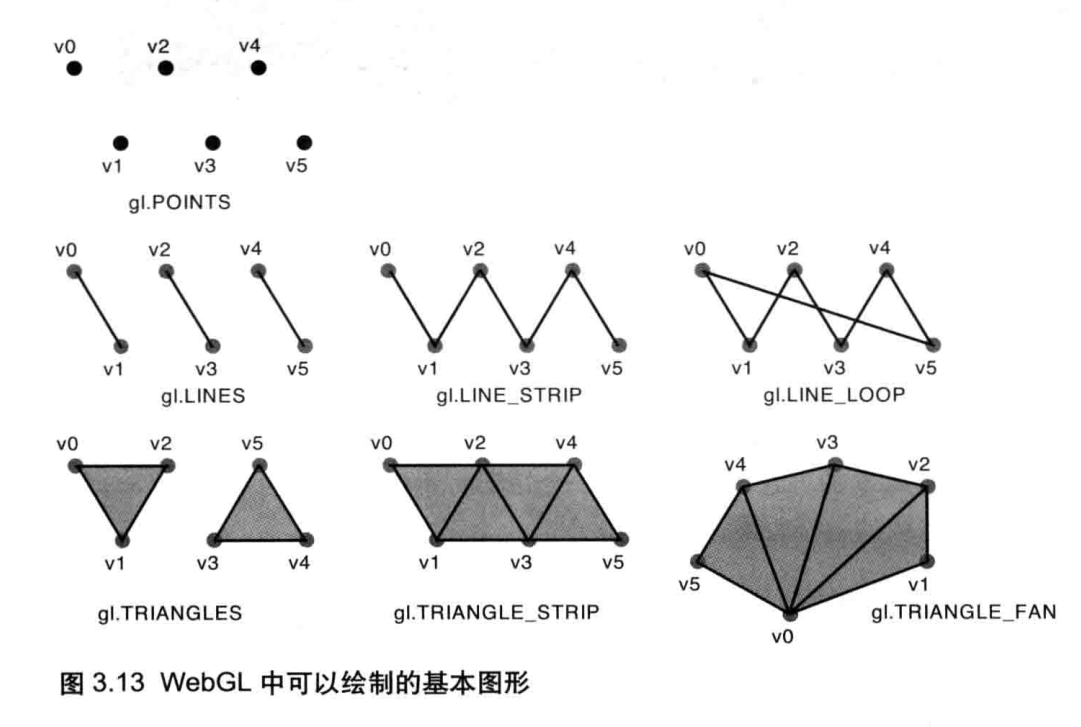 v0 v2 v4
v1 v3 v5
gl.POINTS
v0 v2 v4 v0 v2 v4 v0 v2 v4
v1 v3 v5 v1 v3 v5 v1 v3 v5
gl.LINES gl.LINE_STRIP gl.LINE_LOOP
v0 v2 v5 v0 v2 v4 v3
v4 v2
v1 v3 v4 v1 v3 v5
v5 v1
gl.TRIANGLES gl.TRIANGLE_STRIP gl.TRIANGLE_FAN
v0
图 3.13 WebGL 中可以绘制的基本图形